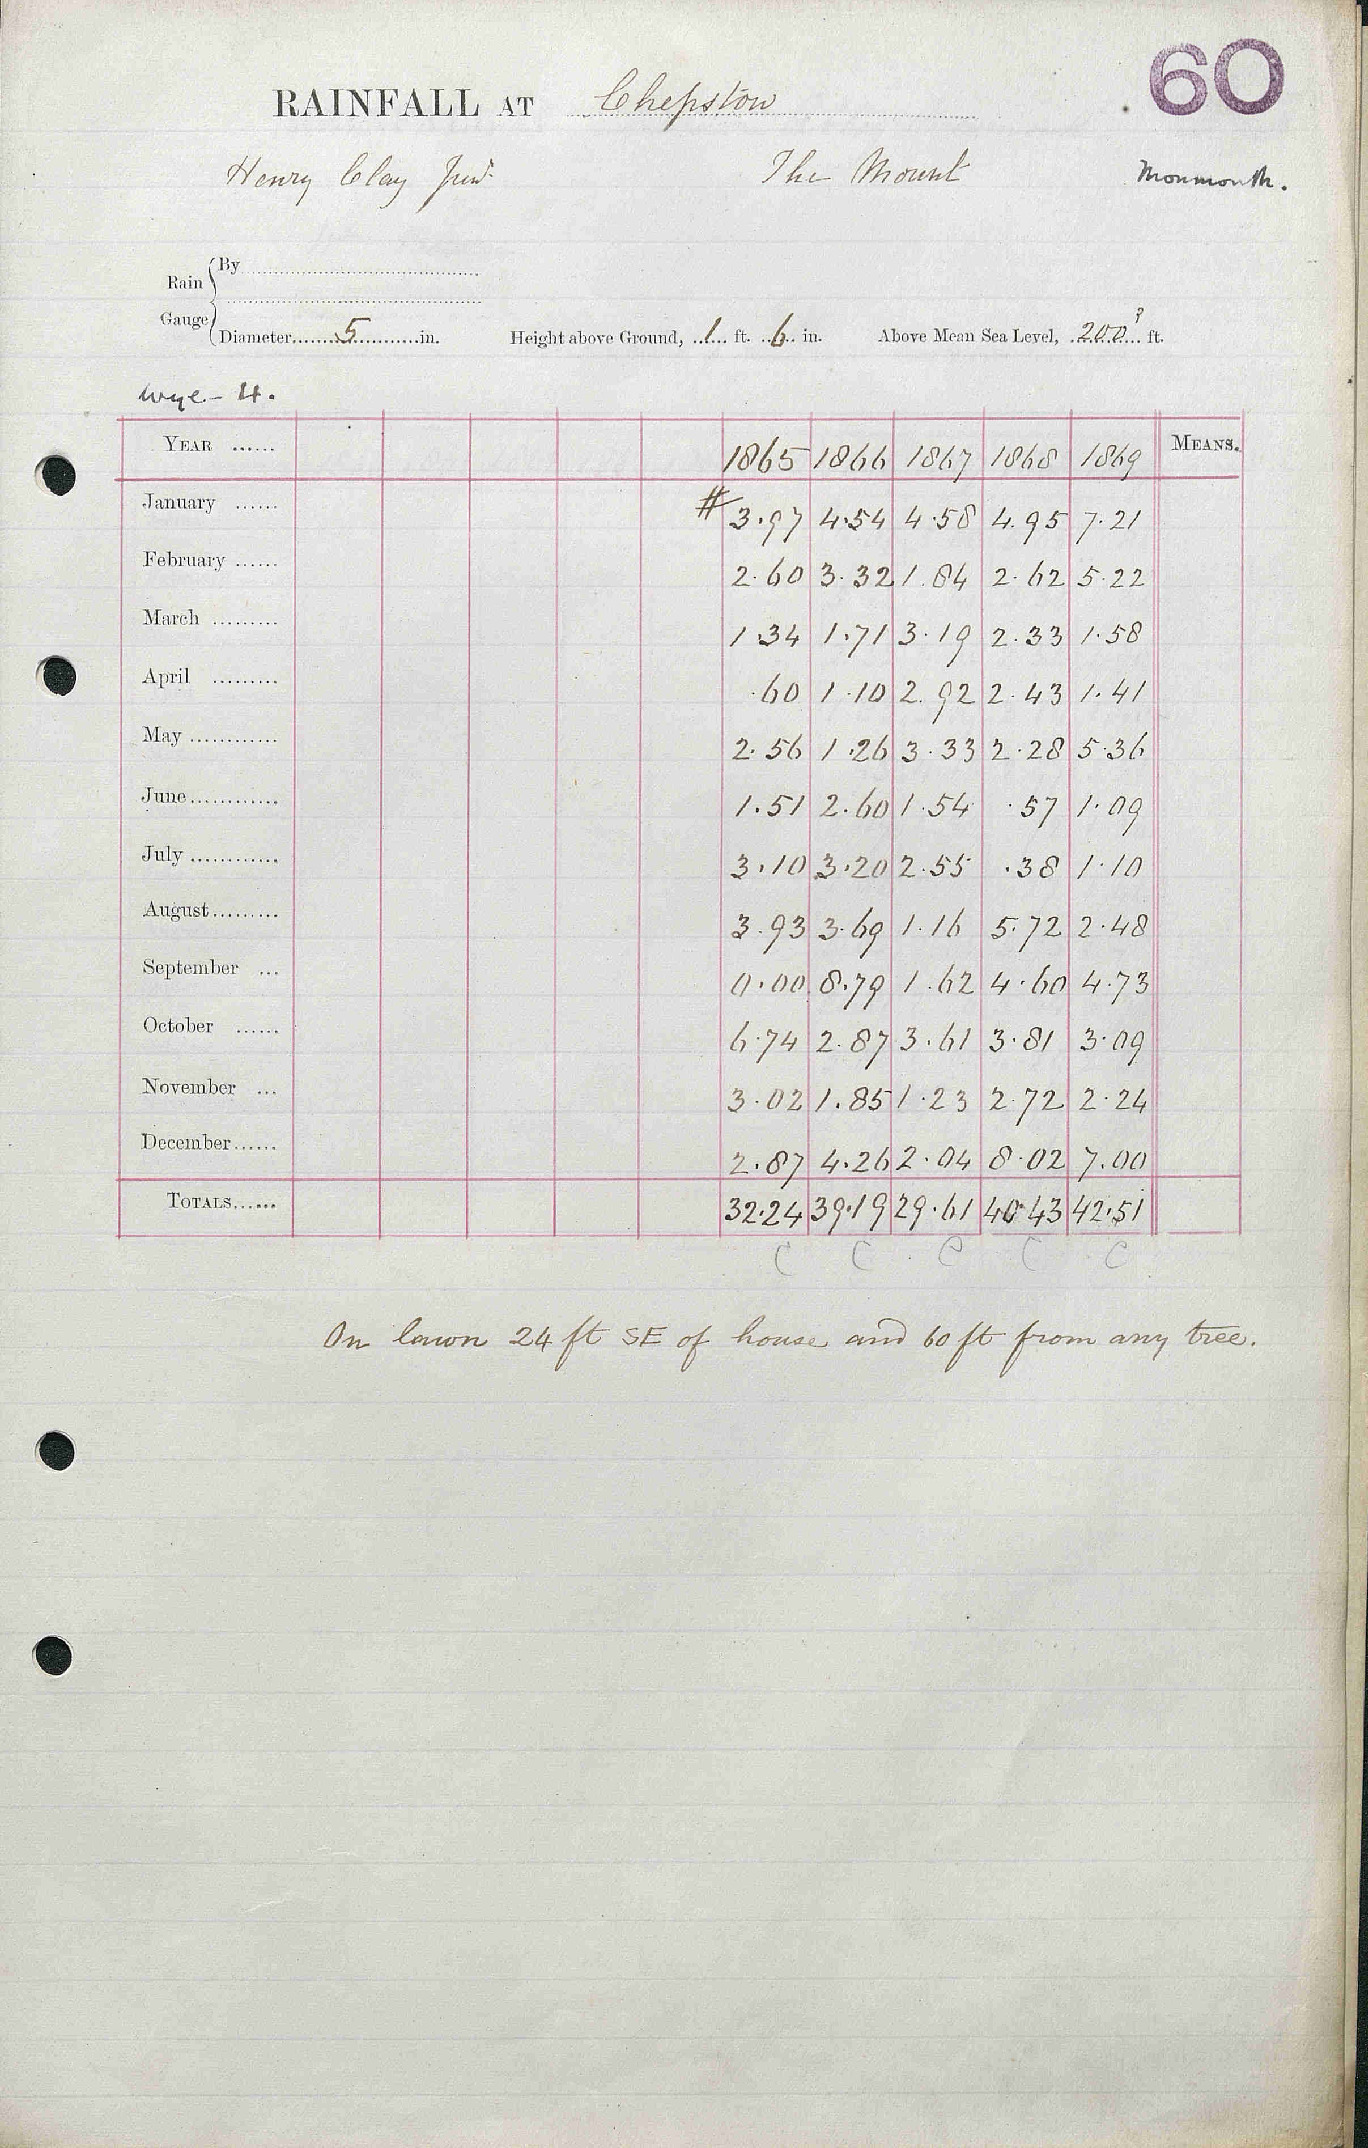 60
RAINFALL AT Chepstow
Henry Clay Junr The Mount Monmouth.
Rain Gauge By
Diameter 5 in. Height above Ground, 1 ft. 6 in. Above Mean Sea Level, 200? ft.
Wye - 4.
YEAR 1865 1866 1867 1868 1869 MEANS.
January # 3.97 4.54 4.58 4.95 7.21
February 2.60 3.32 1.84 2.62 5.22
March 1.34 1.71 3.19 2.33 1.58
April .60 1.10 2.92 2.43 1.41
May 2.56 1.26 3.33 2.28 5.36
June 1.51 2.60 1.54 .57 1.09
July 3.10 3.20 2.55 .38 1.10
August 3.93 3.69 1.16 5.72 2.48
September 0.00 8.79 1.62 4.60 4.73
October 6.74 2.87 3.61 3.81 3.09
November 3.02 1.85 1.23 2.72 2.24
December 2.87 4.26 2.04 8.02 7.00
TOTALS 32.24 39.19 29.61 40.43 42.51
C C C C C
On lawn 24 ft SE of house and 60 ft from any tree.